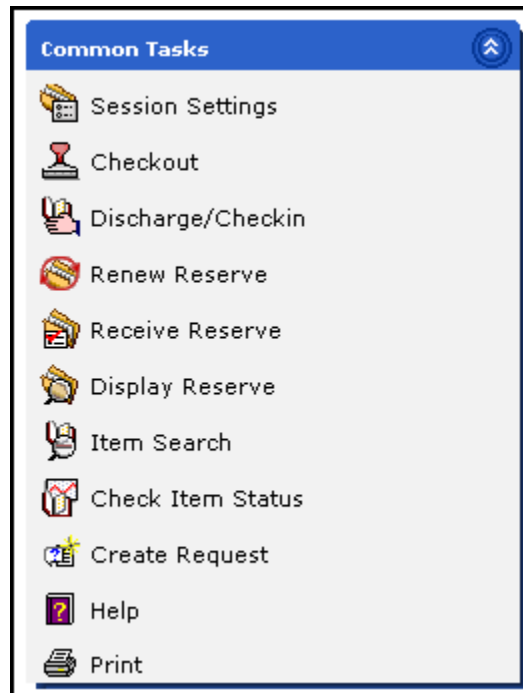 Common Tasks
Session Settings
Checkout
Discharge/Checkin
Renew Reserve
Receive Reserve
Display Reserve
Item Search
Check Item Status
Create Request
Help
Print